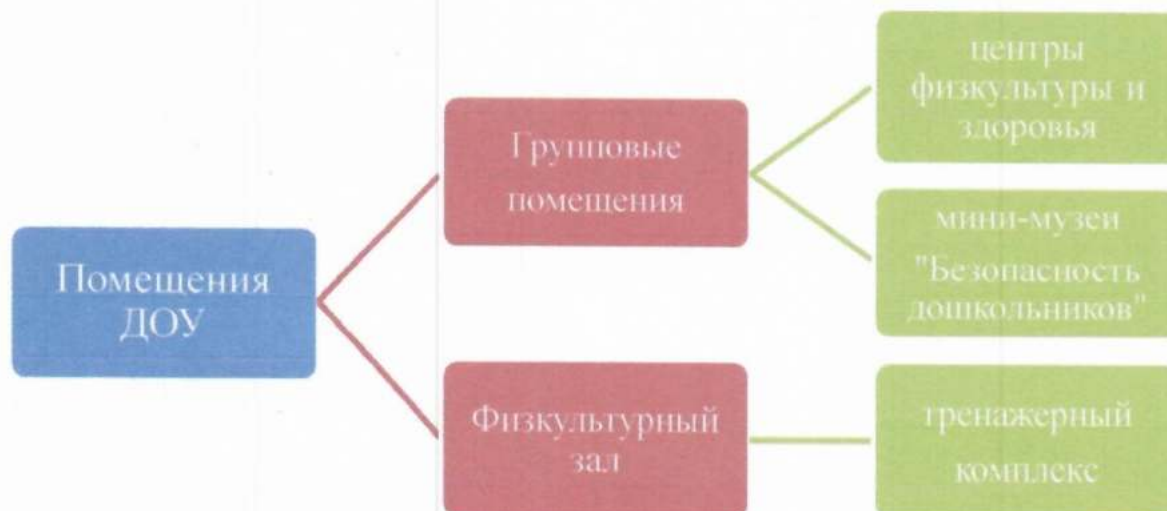 Помещения
ДОУ
Групповые
помещения
центры
физкультуры и
здоровья
мини-музеи
"Безопасность
дошкольников"
Физкультурный
зал
тренажерный
комплекс